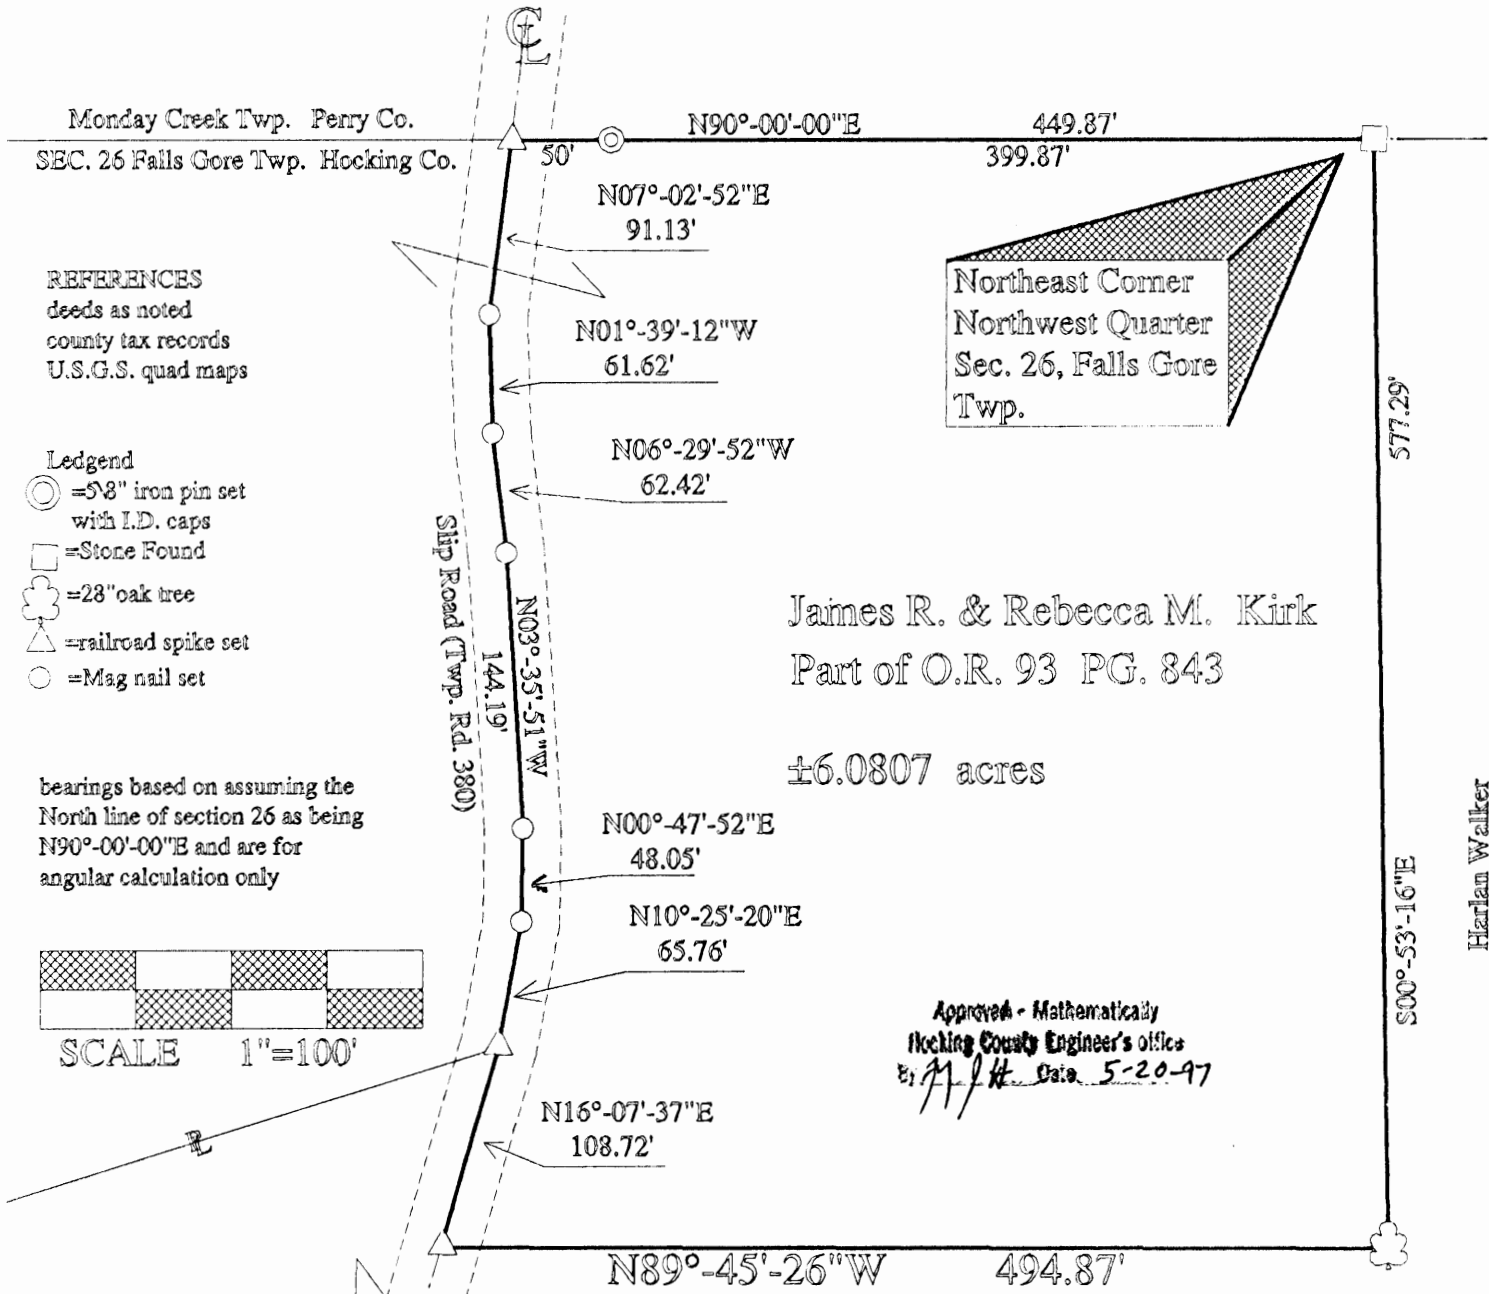 CL
Monday Creek Twp. Perry Co.
N90°-00'-00"E 449.87'
SEC. 26 Falls Gore Twp. Hocking Co.
50' 399.87'
N07°-02'-52"E
91.13'
REFERENCES
deeds as noted
county tax records
U.S.G.S. quad maps
Northeast Corner
Northwest Quarter
Sec. 26, Falls Gore
Twp.
N01°-39'-12"W
61.62'
577.29'
N06°-29'-52"W
62.42'
Ledgend
=5\8" iron pin set
with I.D. caps
=Stone Found
=28"oak tree
=railroad spike set
=Mag nail set
Slip Road (Twp. Rd. 380)
N03°-35'-51"W
144.19'
James R. & Rebecca M. Kirk
Part of O.R. 93 PG. 843
±6.0807 acres
bearings based on assuming the
North line of section 26 as being
N90°-00'-00"E and are for
angular calculation only
N00°-47'-52"E
48.05'
N10°-25'-20"E
65.76'
S00°-53'-16"E
Harlan Walker
SCALE 1"=100'
Approved - Mathematically
Hocking County Engineer's office
By Date 5-20-97
PL
N16°-07'-37"E
108.72'
N89°-45'-26"W 494.87'